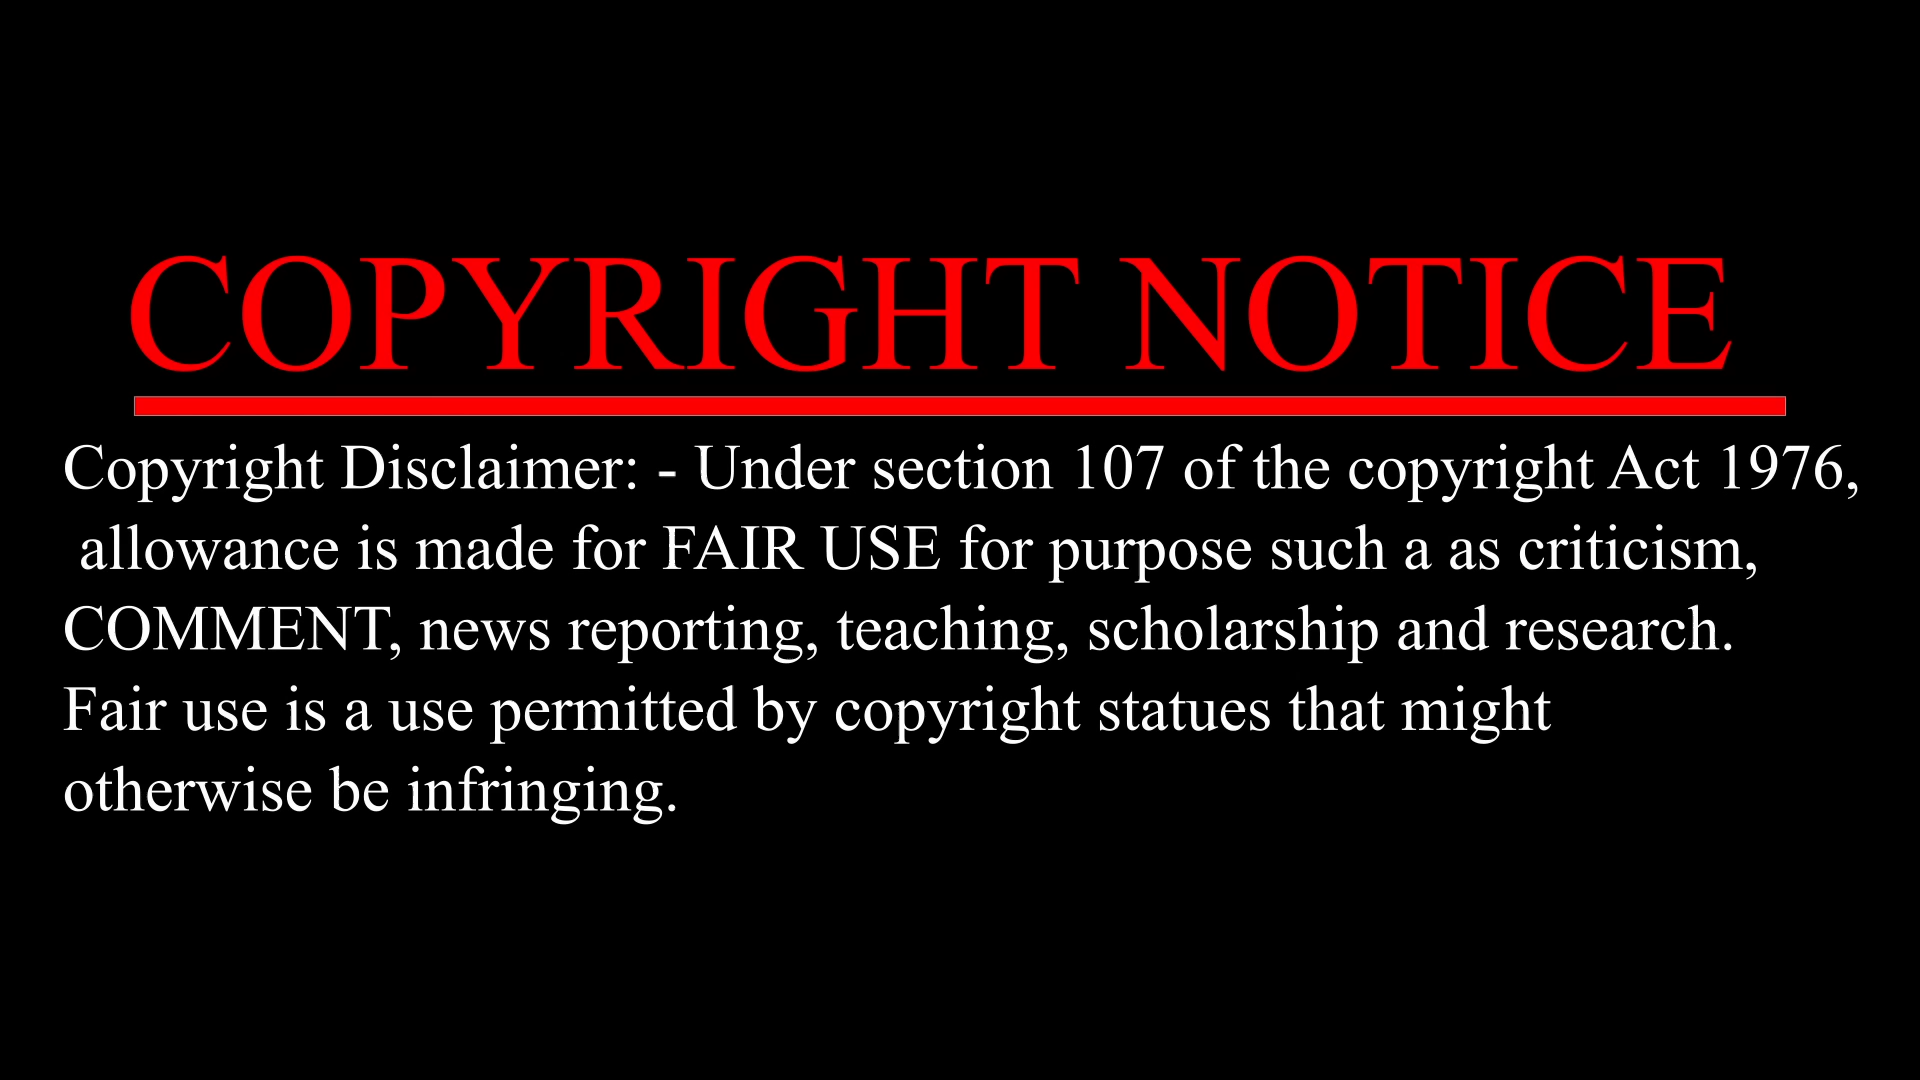 COPYRIGHT NOTICE
Copyright Disclaimer: - Under section 107 of the copyright Act 1976,
allowance is made for FAIR USE for purpose such a as criticism,
COMMENT, news reporting, teaching, scholarship and research.
Fair use is a use permitted by copyright statues that might
otherwise be infringing.